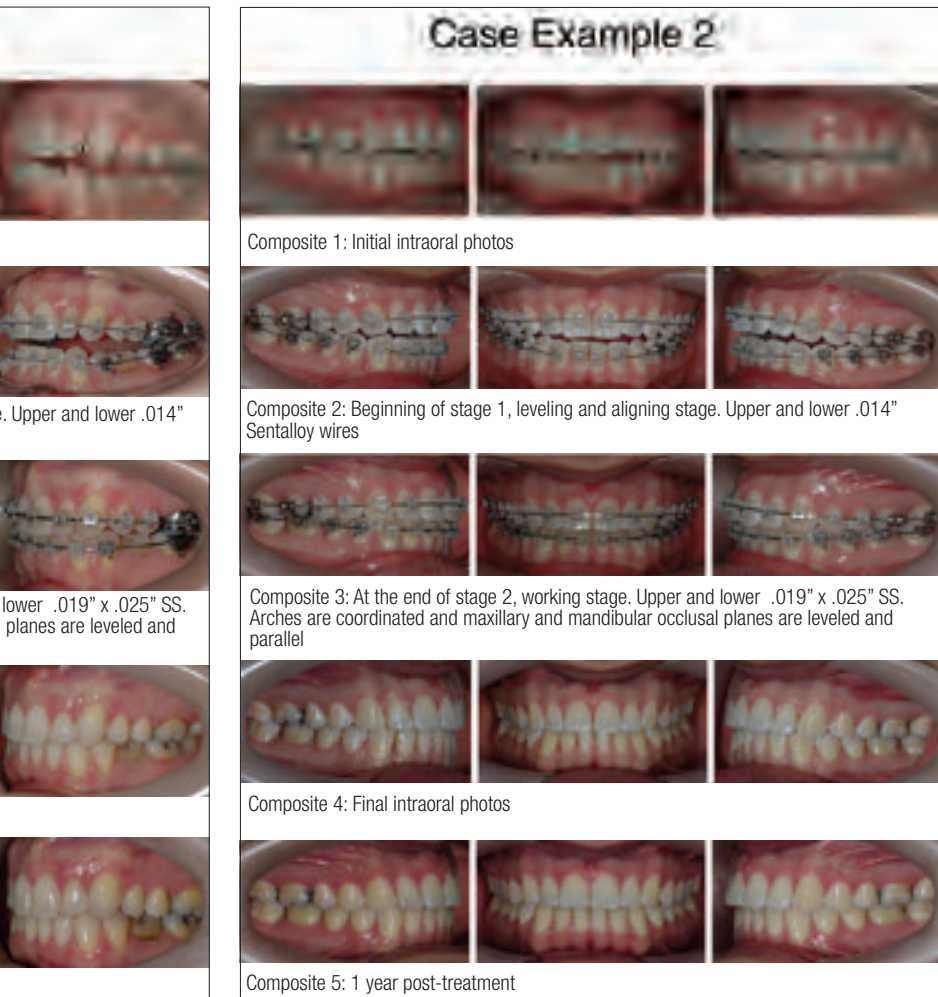 e. Upper and lower .014”
lower .019” x .025” SS.
planes are leveled and
Case Example 2
Composite 1: Initial intraoral photos
Composite 2: Beginning of stage 1, leveling and aligning stage. Upper and lower .014”
Sentalloy wires
Composite 3: At the end of stage 2, working stage. Upper and lower .019” x .025” SS.
Arches are coordinated and maxillary and mandibular occlusal planes are leveled and
parallel
Composite 4: Final intraoral photos
Composite 5: 1 year post-treatment